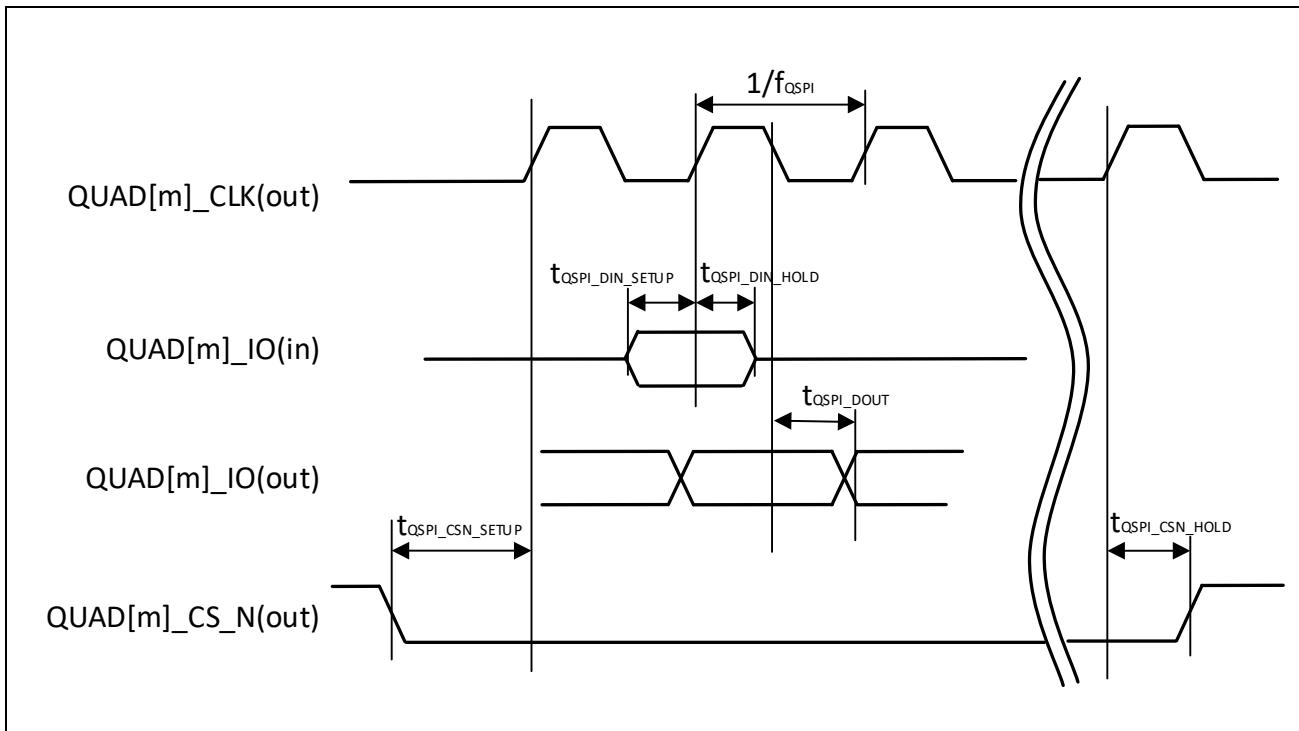 1/fQSPI
QUAD[m]_CLK(out)
tQSPI_DIN_SETUP tQSPI_DIN_HOLD
QUAD[m]_IO(in)
tQSPI_DOUT
QUAD[m]_IO(out)
tQSPI_CSN_SETUP tQSPI_CSN_HOLD
QUAD[m]_CS_N(out)